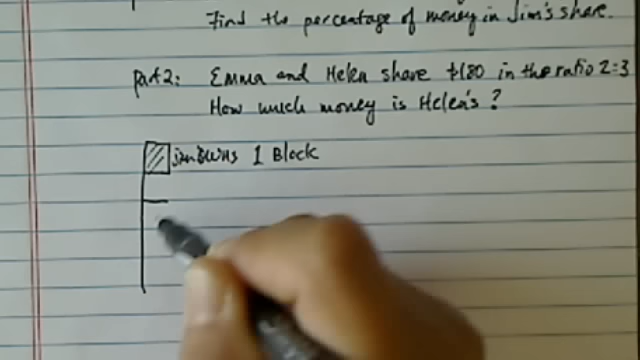 Find the percentage of money in Jim's share.
part 2: Emma and Helen share $180 in the ratio 2:3
How much money is Helen's?
Jim owns 1 Block